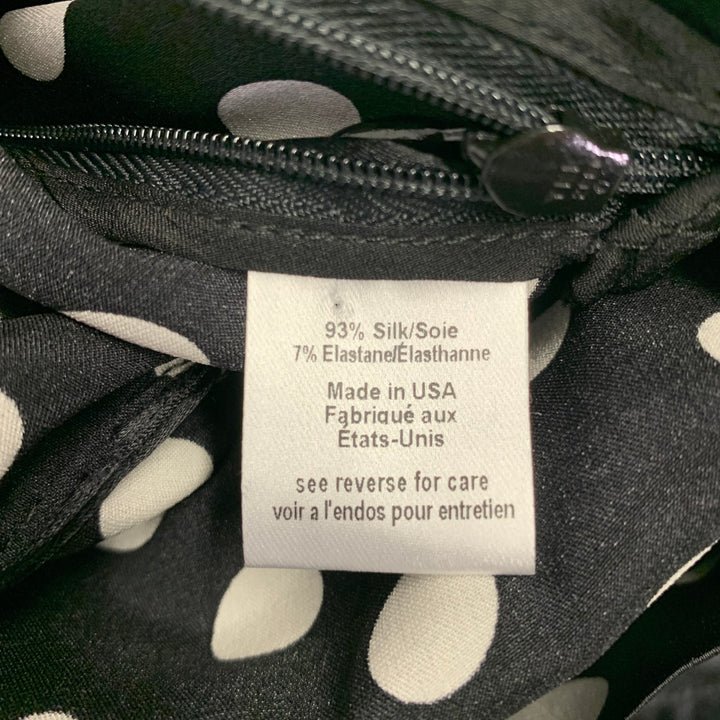 93% Silk/Soie
7% Elastane/Élasthanne
Made in USA
Fabriqué aux
États-Unis
see reverse for care
voir a l'endos pour entretien